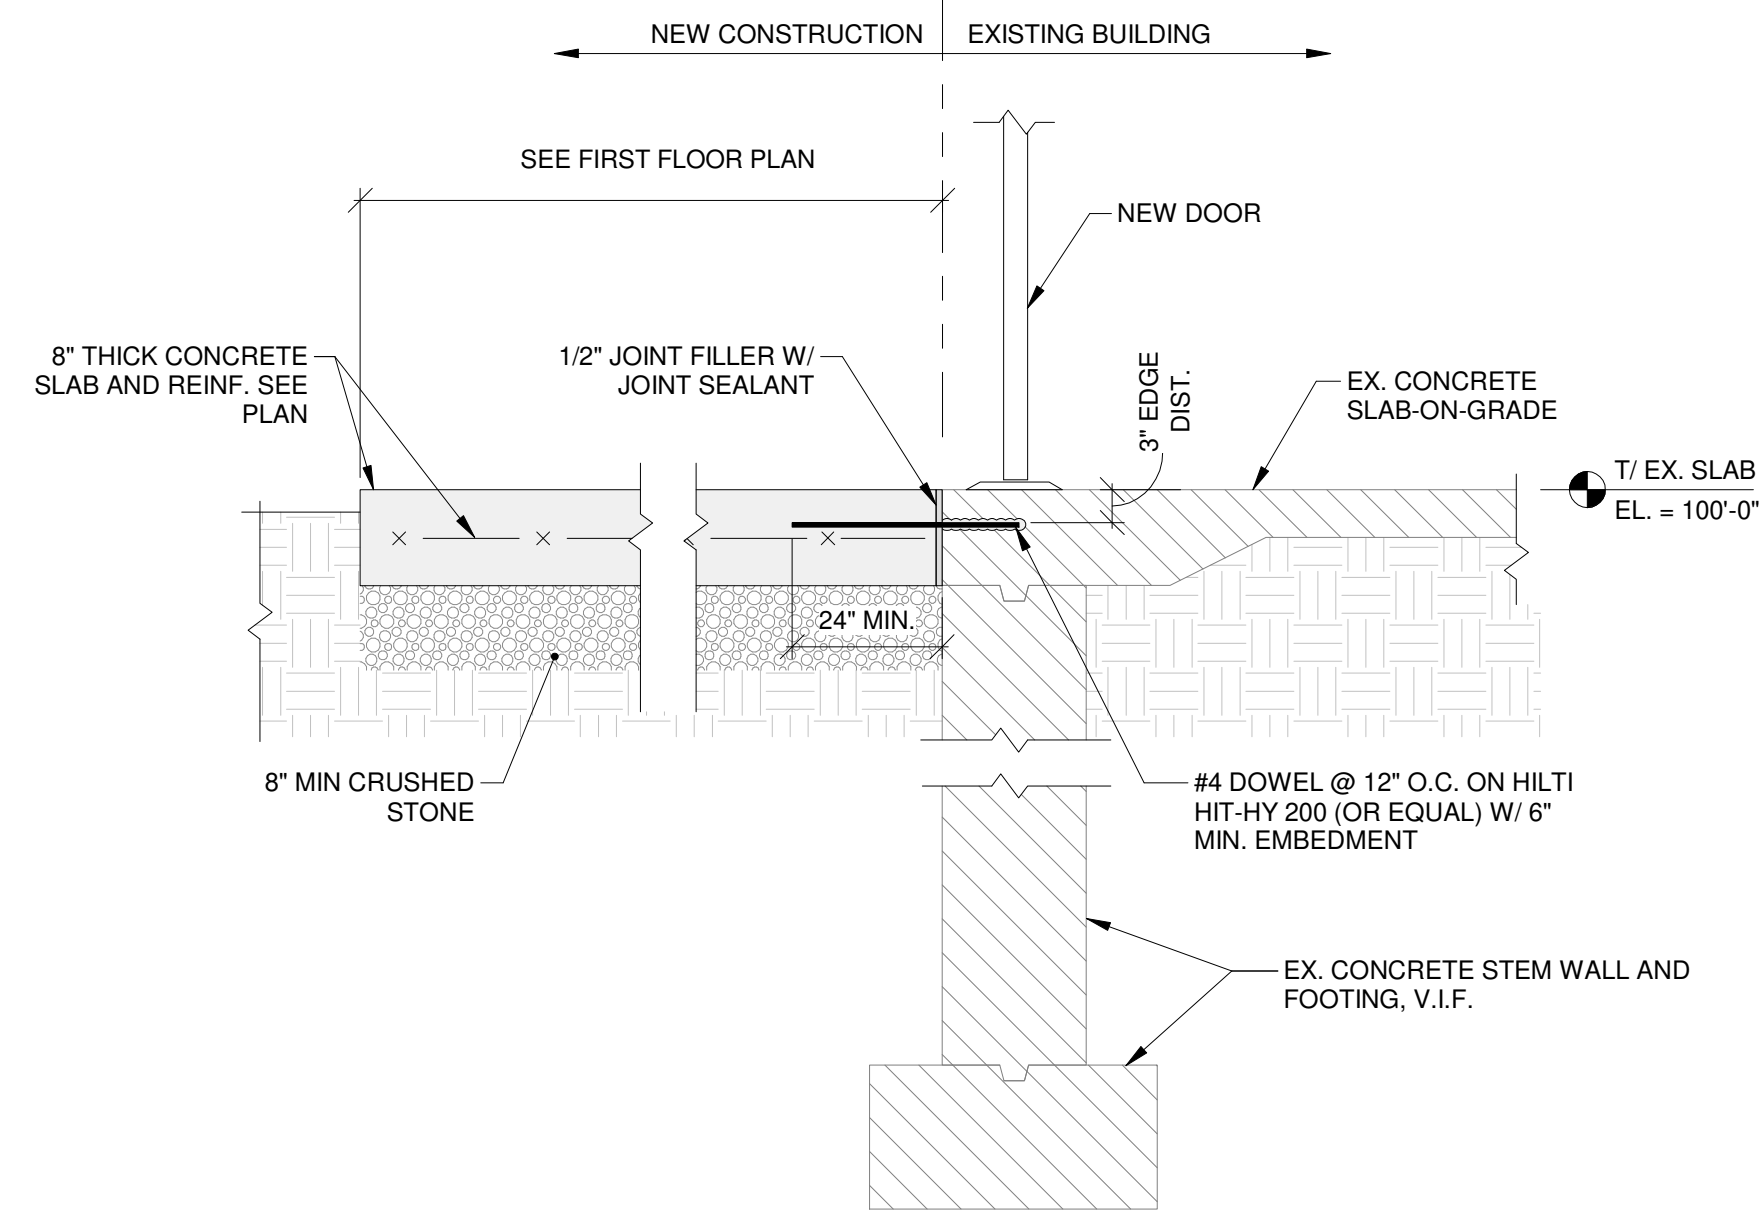 NEW CONSTRUCTION
EXISTING BUILDING
SEE FIRST FLOOR PLAN
NEW DOOR
8" THICK CONCRETE
SLAB AND REINF. SEE
PLAN
1/2" JOINT FILLER W/
JOINT SEALANT
3" EDGE
DIST.
EX. CONCRETE
SLAB-ON-GRADE
T/ EX. SLAB
EL. = 100'-0"
24" MIN.
8" MIN CRUSHED
STONE
#4 DOWEL @ 12" O.C. ON HILTI
HIT-HY 200 (OR EQUAL) W/ 6"
MIN. EMBEDMENT
EX. CONCRETE STEM WALL AND
FOOTING, V.I.F.